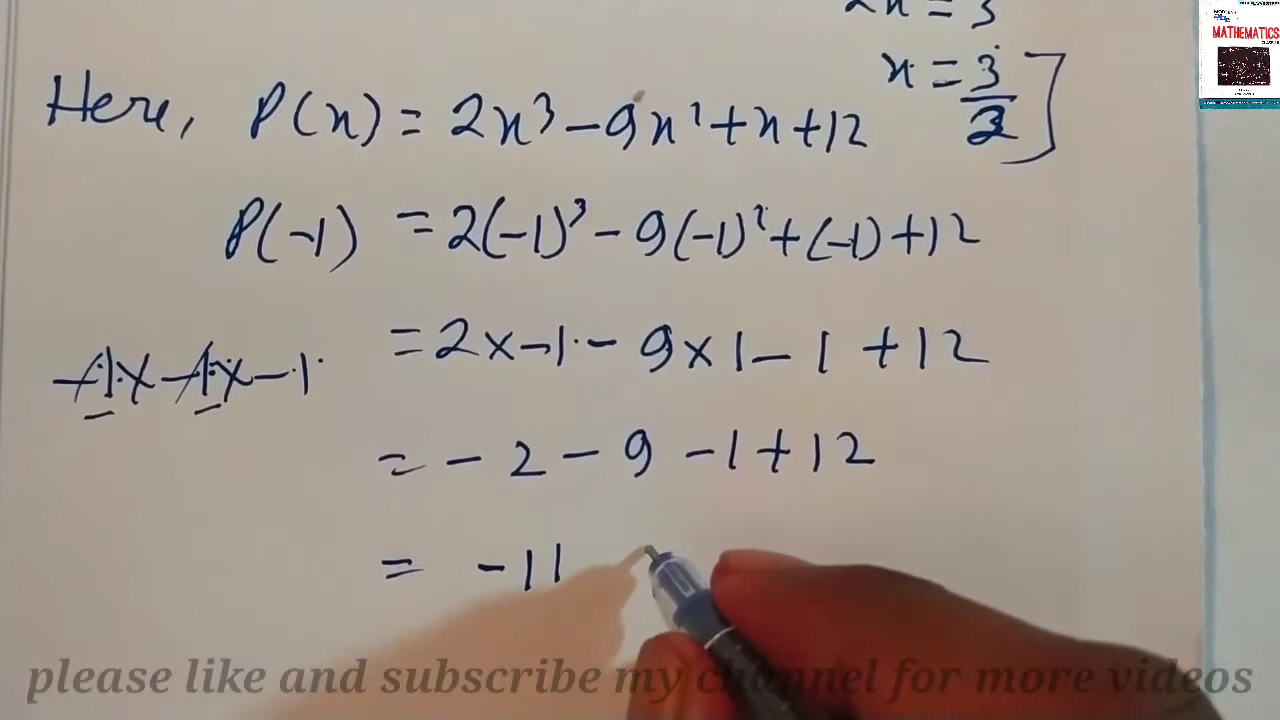 2x = 3
x = 3/2 ]
Here, P(x) = 2x³ - 9x² + x + 12
P(-1) = 2(-1)³ - 9(-1)² + (-1) + 12
= 2 x -1 - 9 x 1 - 1 + 12
-1 x -1 x -1
= - 2 - 9 - 1 + 12
= - 11
please like and subscribe my channel for more videos
MATHEMATICS